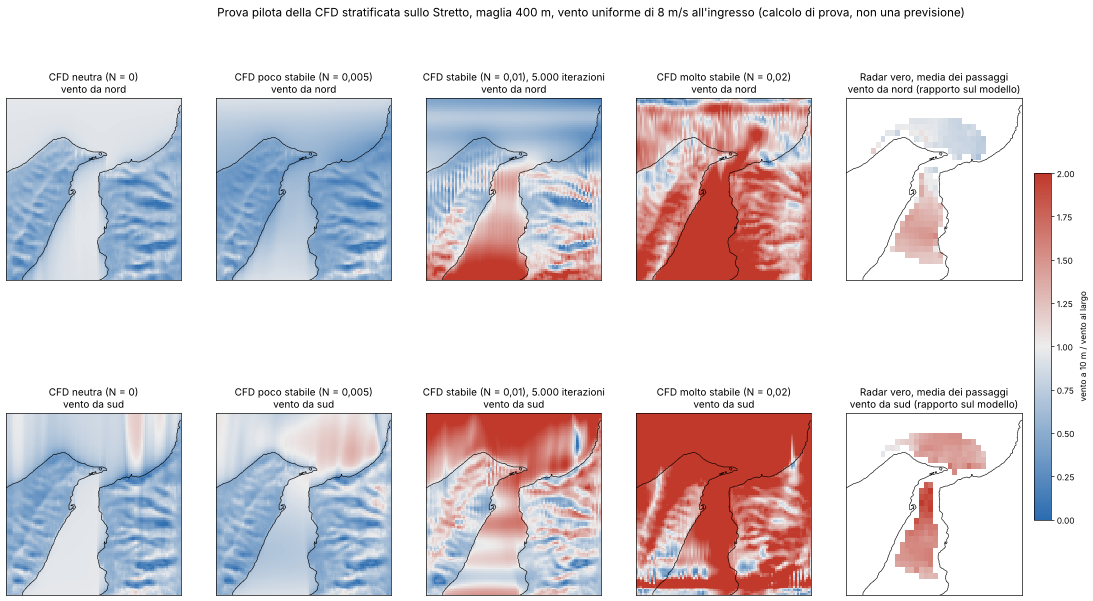 Prova pilota della CFD stratificata sullo Stretto, maglia 400 m, vento uniforme di 8 m/s all'ingresso (calcolo di prova, non una previsione)
CFD neutra (N = 0)
vento da nord
CFD poco stabile (N = 0,005)
vento da nord
CFD stabile (N = 0,01), 5.000 iterazioni
vento da nord
CFD molto stabile (N = 0,02)
vento da nord
Radar vero, media dei passaggi
vento da nord (rapporto sul modello)
CFD neutra (N = 0)
vento da sud
CFD poco stabile (N = 0,005)
vento da sud
CFD stabile (N = 0,01), 5.000 iterazioni
vento da sud
CFD molto stabile (N = 0,02)
vento da sud
Radar vero, media dei passaggi
vento da sud (rapporto sul modello)
2.00
1.75
1.50
1.25
1.00
0.75
0.50
0.25
0.00
vento a 10 m / vento al largo